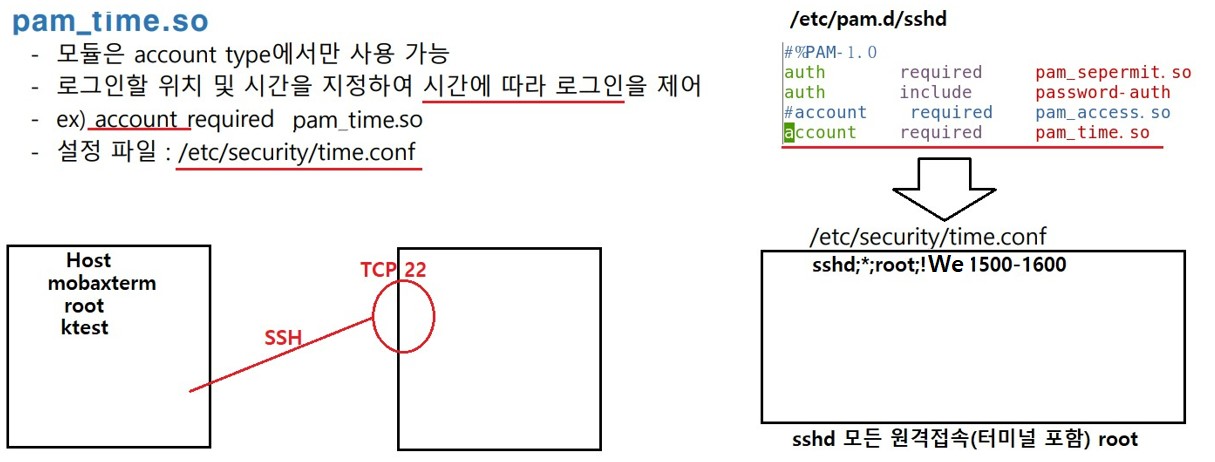 pam_time.so
- 모듈은 account type에서만 사용 가능
- 로그인할 위치 및 시간을 지정하여 시간에 따라 로그인을 제어
- ex) account required pam_time.so
- 설정 파일 : /etc/security/time.conf
/etc/pam.d/sshd
#%PAM-1.0
auth required pam_sepermit.so
auth include password-auth
#account required pam_access.so
account required pam_time.so
Host
mobaxterm
root
ktest
SSH
TCP 22
/etc/security/time.conf
sshd;*;root;!We 1500-1600
sshd 모든 원격접속(터미널 포함) root